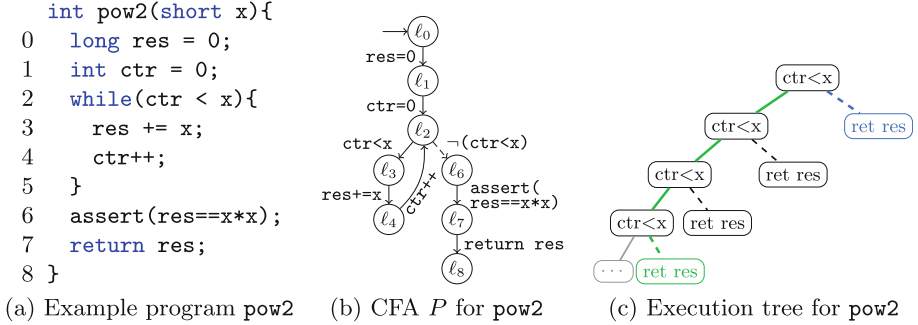 int pow2(short x){
0 long res = 0;
1 int ctr = 0;
2 while(ctr < x){
3 res += x;
4 ctr++;
5 }
6 assert(res==x*x);
7 return res;
8 }
(a) Example program pow2
ℓ0
res=0
ℓ1
ctr=0
ℓ2
ctr<x
¬(ctr<x)
ℓ3
ℓ6
res+=x
ctr++
assert(
res==x*x)
ℓ4
ℓ7
return res
ℓ8
(b) CFA P for pow2
ctr<x
ctr<x
ret res
ctr<x
ret res
ctr<x
ret res
···
ret res
(c) Execution tree for pow2